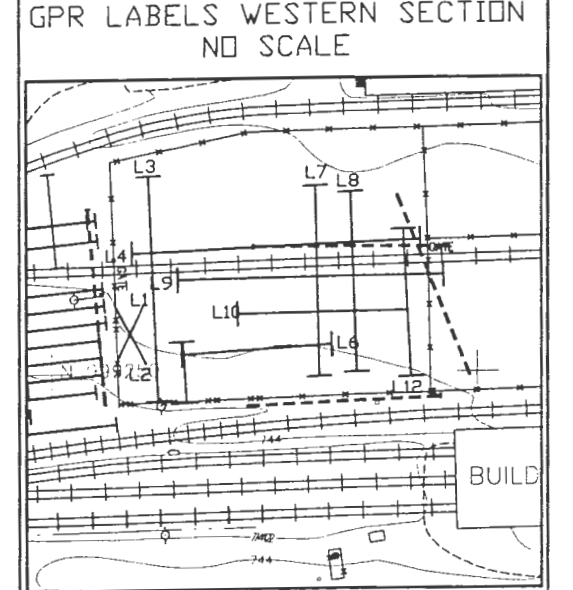 GPR LABELS WESTERN SECTION
NO SCALE
L3
L7
L8
L4
GATE
L9
L1
L10
L6
L2
L12
744
BUILD
744